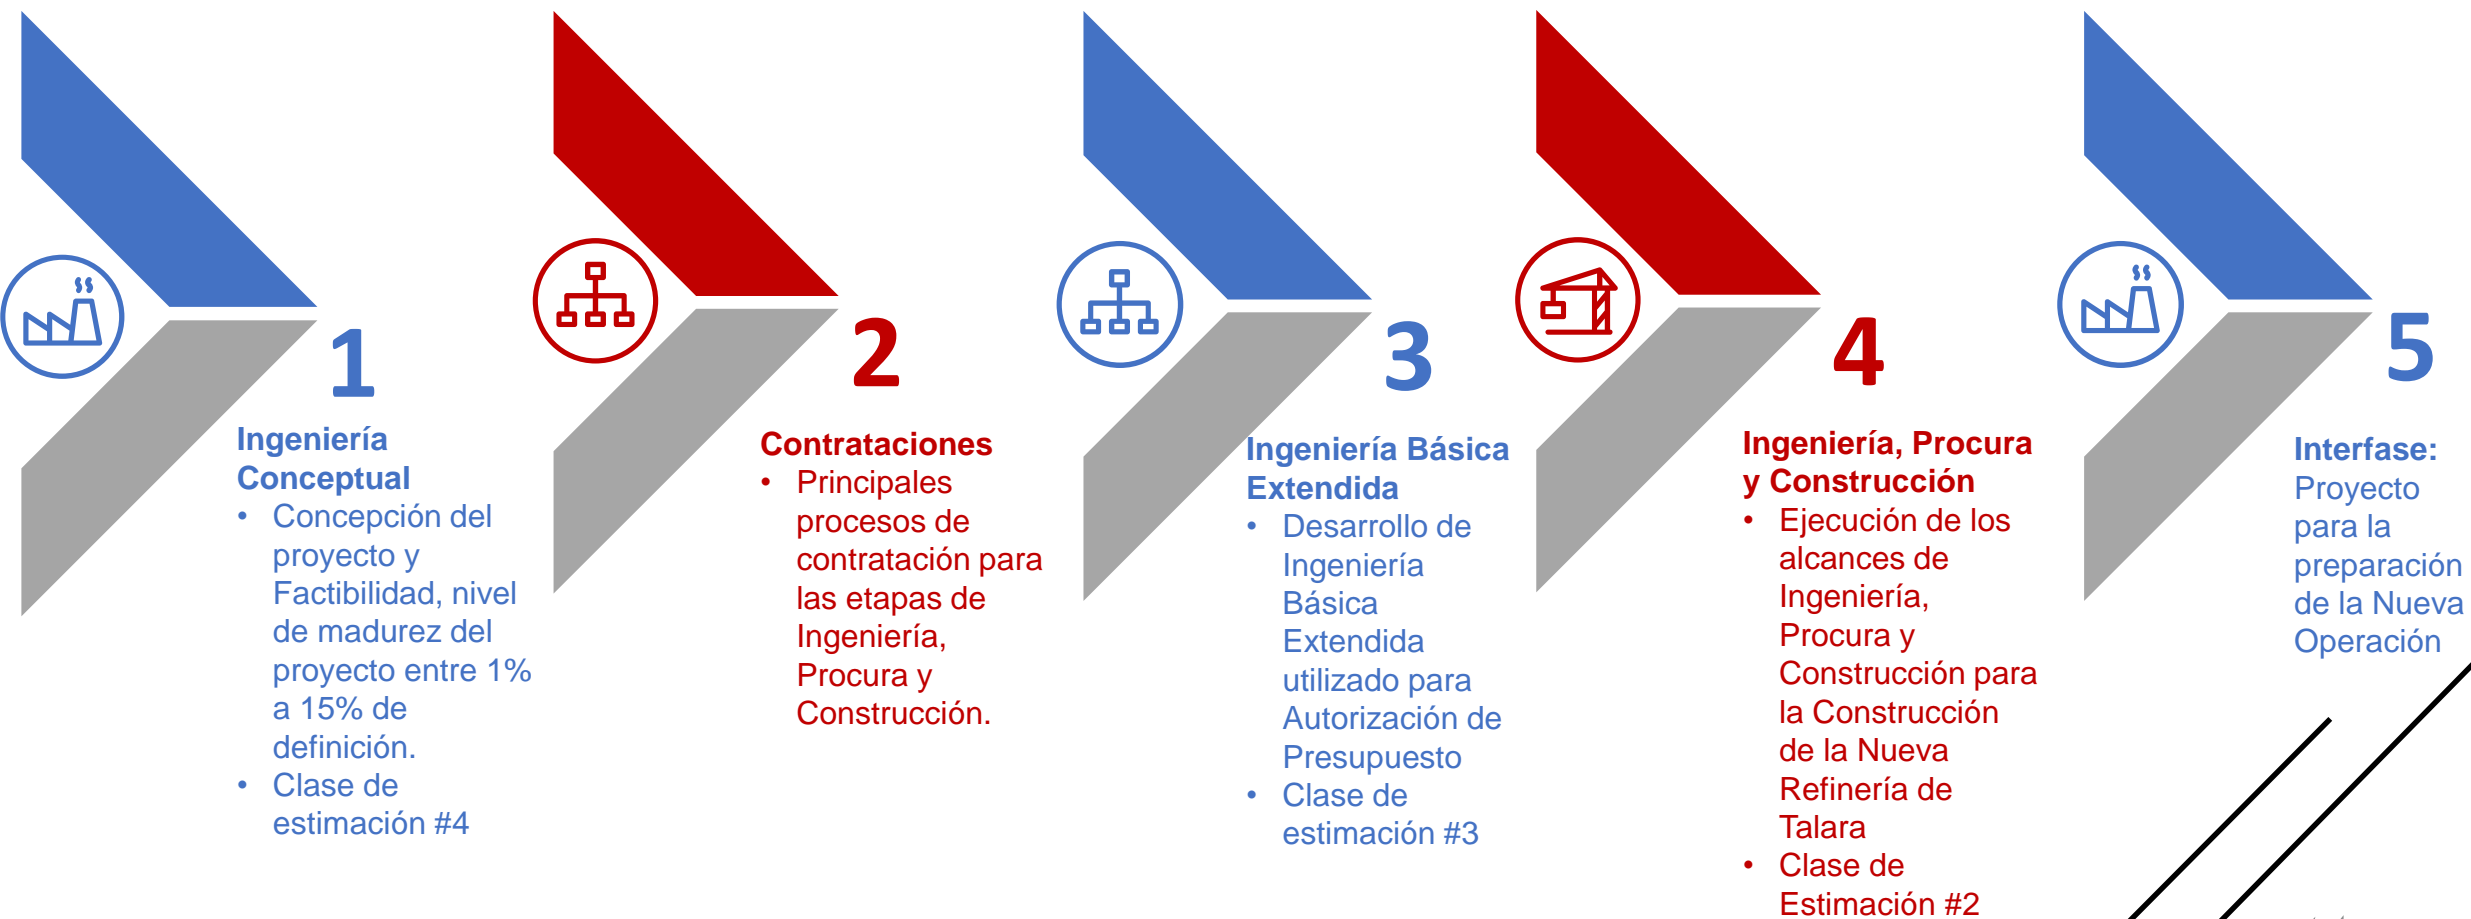 1
Ingeniería
Conceptual
• Concepción del
proyecto y
Factibilidad, nivel
de madurez del
proyecto entre 1%
a 15% de
definición.
• Clase de
estimación #4
2
Contrataciones
• Principales
procesos de
contratación para
las etapas de
Ingeniería,
Procura y
Construcción.
3
Ingeniería Básica
Extendida
• Desarrollo de
Ingeniería
Básica
Extendida
utilizado para
Autorización de
Presupuesto
• Clase de
estimación #3
4
Ingeniería, Procura
y Construcción
• Ejecución de los
alcances de
Ingeniería,
Procura y
Construcción para
la Construcción
de la Nueva
Refinería de
Talara
• Clase de
Estimación #2
5
Interfase:
Proyecto
para la
preparación
de la Nueva
Operación